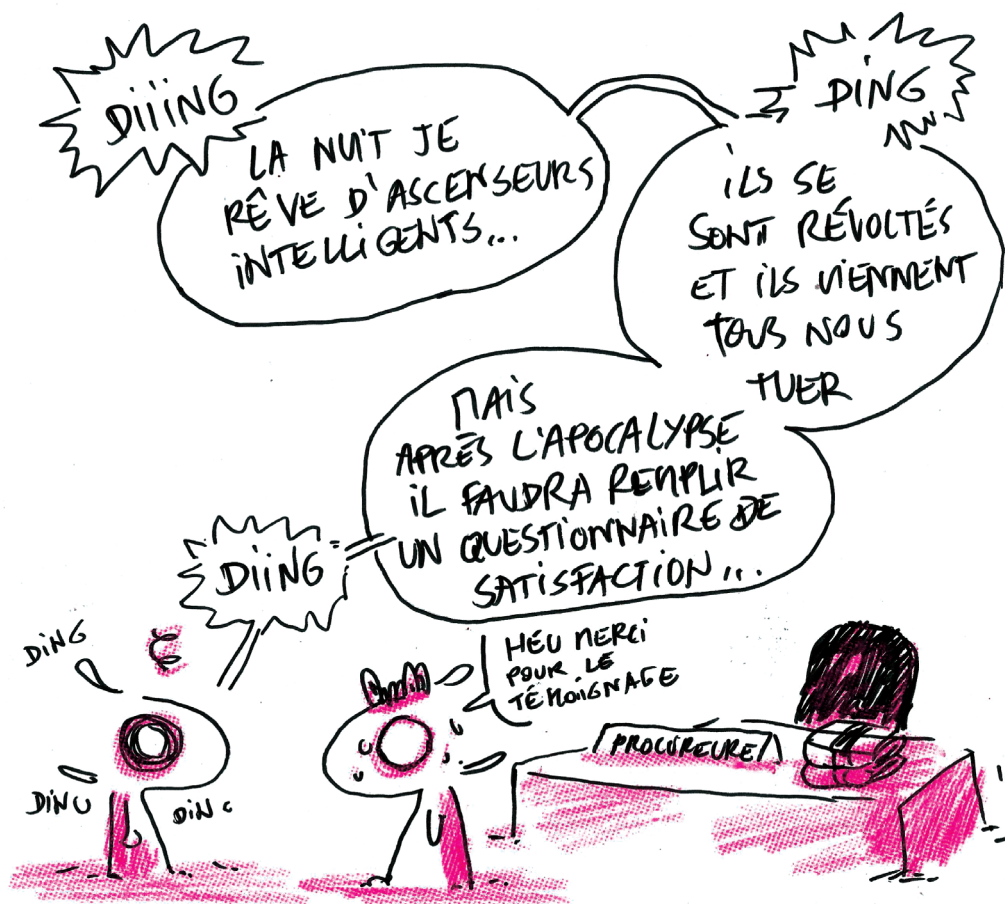 DIIING
LA NUIT JE
RÊVE D'ASCENSEURS
INTELLIGENTS...
DING
ILS SE
SONT RÉVOLTÉS
ET ILS VIENNENT
TOUS NOUS
TUER
MAIS
APRÈS L'APOCALYPSE
IL FAUDRA REMPLIR
UN QUESTIONNAIRE DE
SATISFACTION...
DIING
HEU MERCI
POUR LE
TÉMOIGNAGE
DING
DING
DING
PROCUREURE